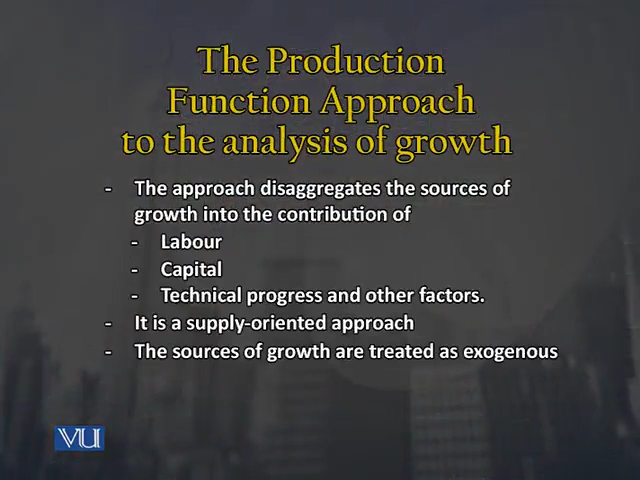 The Production
Function Approach
to the analysis of growth
- The approach disaggregates the sources of
growth into the contribution of
- Labour
- Capital
- Technical progress and other factors.
- It is a supply-oriented approach
- The sources of growth are treated as exogenous
VU